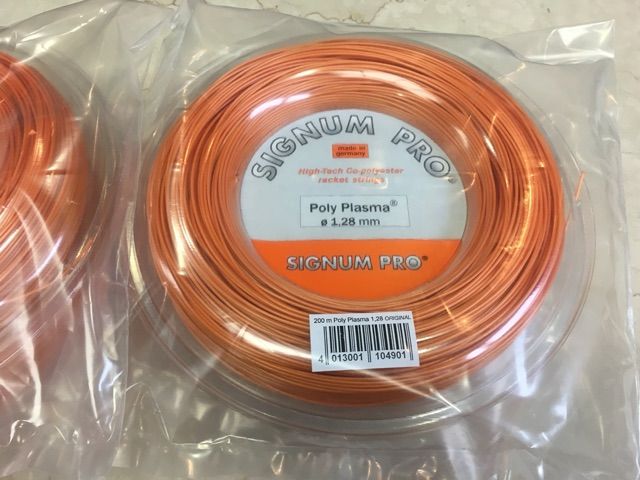 SIGNUM PRO®
made in
germany
High-Tech Co-polyester
racket strings
Poly Plasma®
ø 1,28 mm
SIGNUM PRO®
200 m Poly Plasma 1,28 ORIGINAL
4 013001 104901